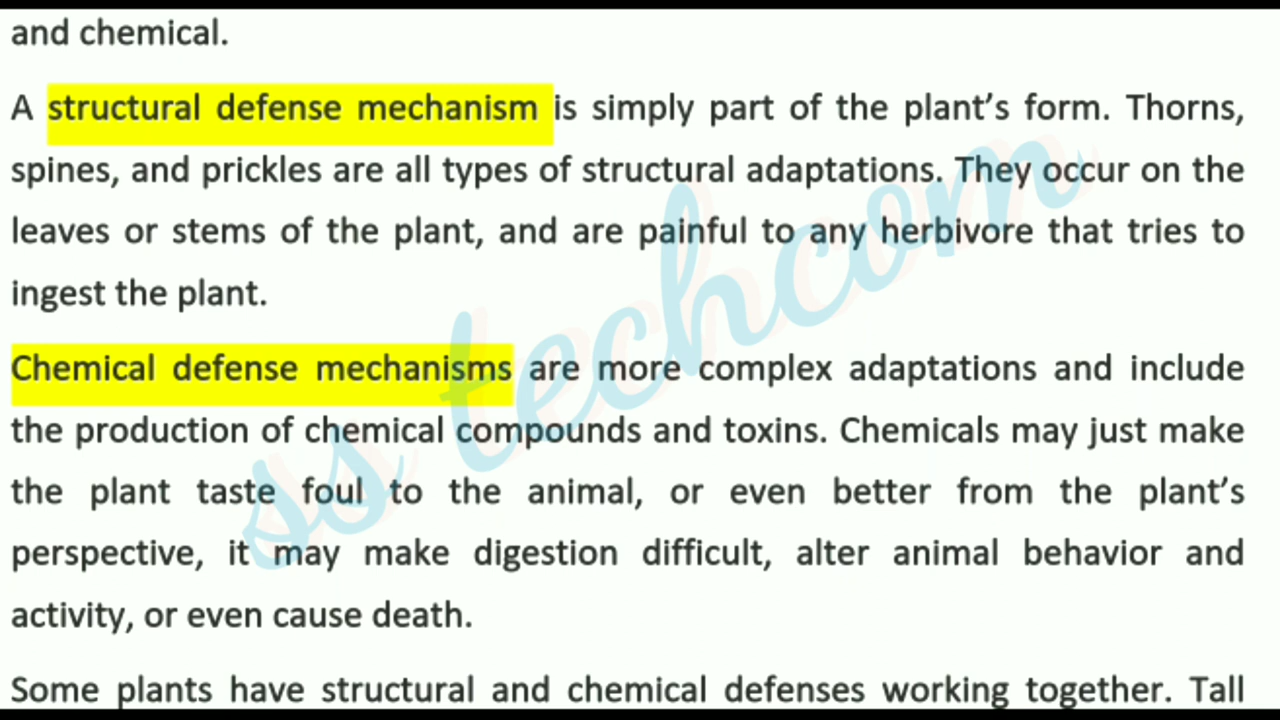 and chemical.
A structural defense mechanism is simply part of the plant’s form. Thorns,
spines, and prickles are all types of structural adaptations. They occur on the
leaves or stems of the plant, and are painful to any herbivore that tries to
ingest the plant.
Chemical defense mechanisms are more complex adaptations and include
the production of chemical compounds and toxins. Chemicals may just make
the plant taste foul to the animal, or even better from the plant’s
perspective, it may make digestion difficult, alter animal behavior and
activity, or even cause death.
Some plants have structural and chemical defenses working together. Tall
ss techcom